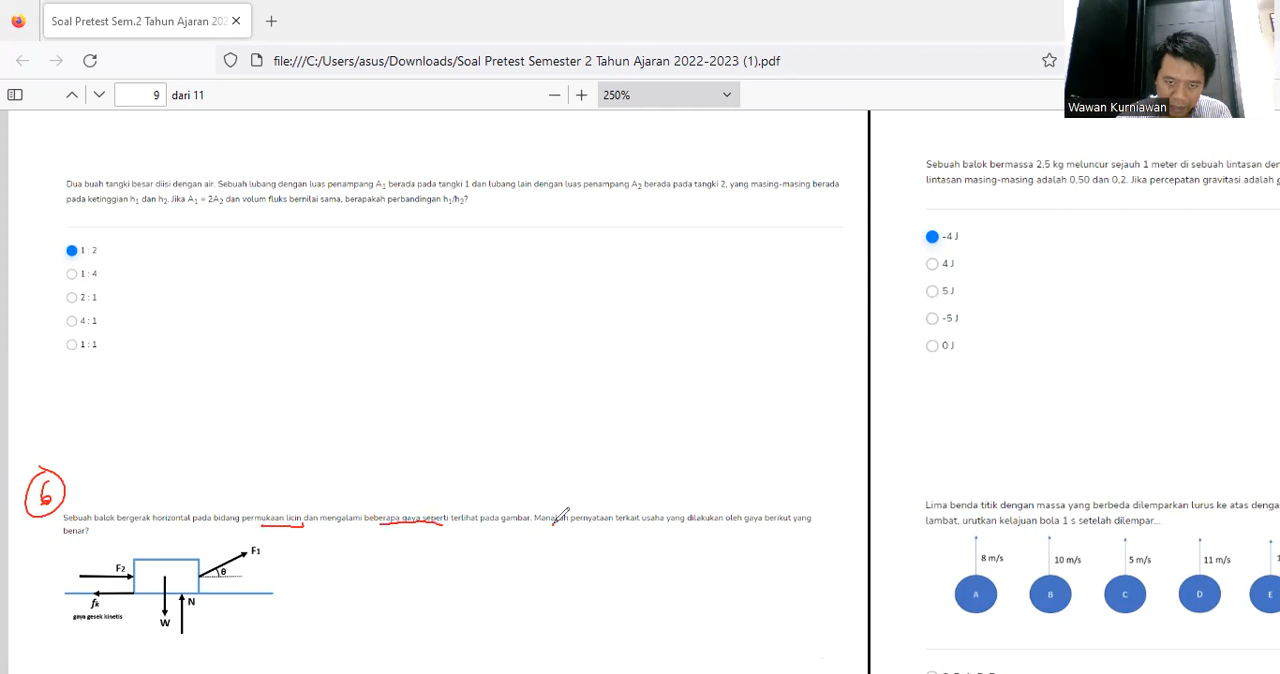 Soal Pretest Sem.2 Tahun Ajaran 202
file:///C:/Users/asus/Downloads/Soal Pretest Semester 2 Tahun Ajaran 2022-2023 (1).pdf
9 dari 11
250%
Wawan Kurniawan
Dua buah tangki besar diisi dengan air. Sebuah lubang dengan luas penampang A1 berada pada tangki 1 dan lubang lain dengan luas penampang A2 berada pada tangki 2, yang masing-masing berada
pada ketinggian h1 dan h2. Jika A1 = 2A2 dan volum fluks bernilai sama, berapakah perbandingan h1/h2?
1 : 2
1 : 4
2 : 1
4 : 1
1 : 1
6
Sebuah balok bergerak horizontal pada bidang permukaan licin dan mengalami beberapa gaya seperti terlihat pada gambar. Manakah pernyataan terkait usaha yang dilakukan oleh gaya berikut yang
benar?
F1
F2
θ
fk
N
gaya gesek kinetis
W
Sebuah balok bermassa 2,5 kg meluncur sejauh 1 meter di sebuah lintasan
lintasan masing-masing adalah 0,50 dan 0,2. Jika percepatan gravitasi adalah
-4 J
4 J
5 J
-5 J
0 J
Lima benda titik dengan massa yang berbeda dilemparkan lurus ke atas
lambat, urutkan kelajuan bola 1 s setelah dilempar...
8 m/s
10 m/s
5 m/s
11 m/s
A
B
C
D
E